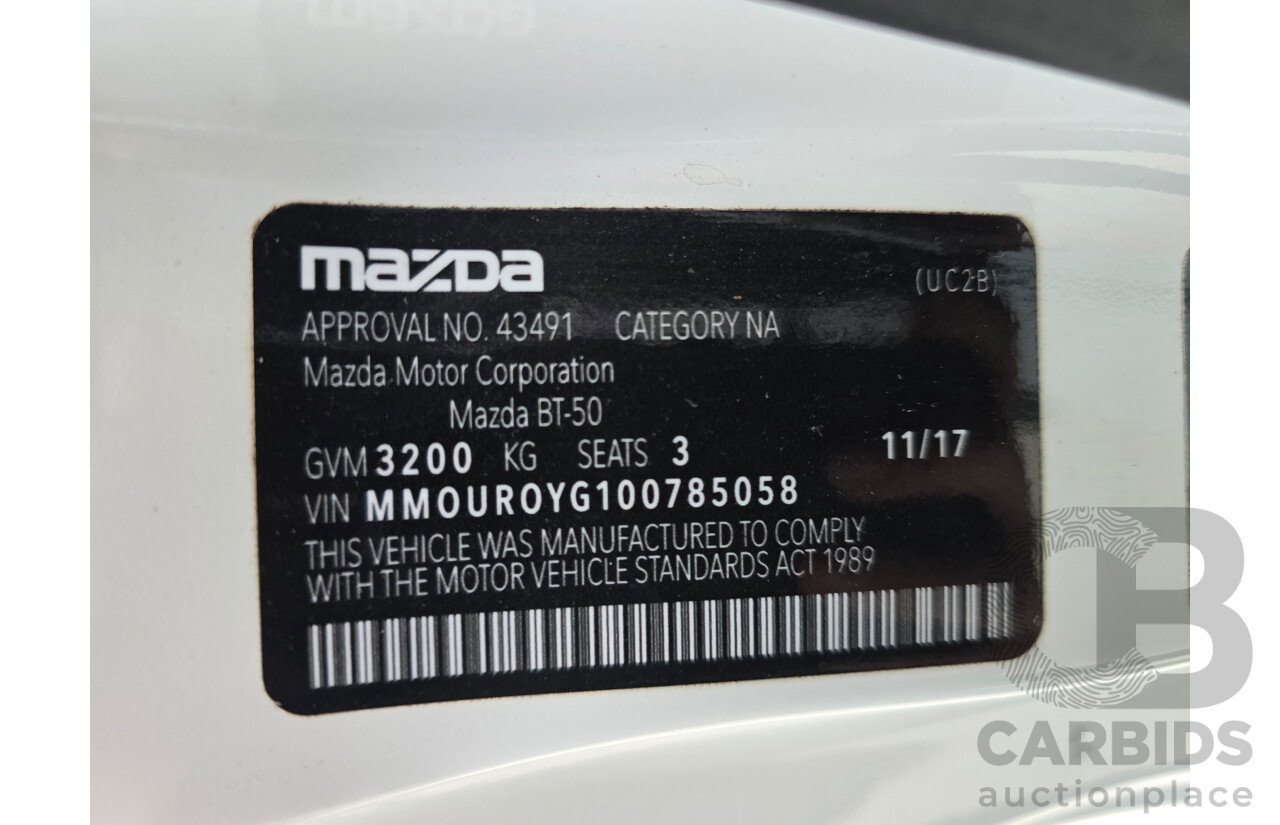 mazda
(UC2B)
APPROVAL NO. 43491 CATEGORY NA
Mazda Motor Corporation
Mazda BT-50
GVM 3200 KG SEATS 3 11/17
VIN MM0UR0YG100785058
THIS VEHICLE WAS MANUFACTURED TO COMPLY
WITH THE MOTOR VEHICLE STANDARDS ACT 1989
CB
CARBIDS
auctionplace